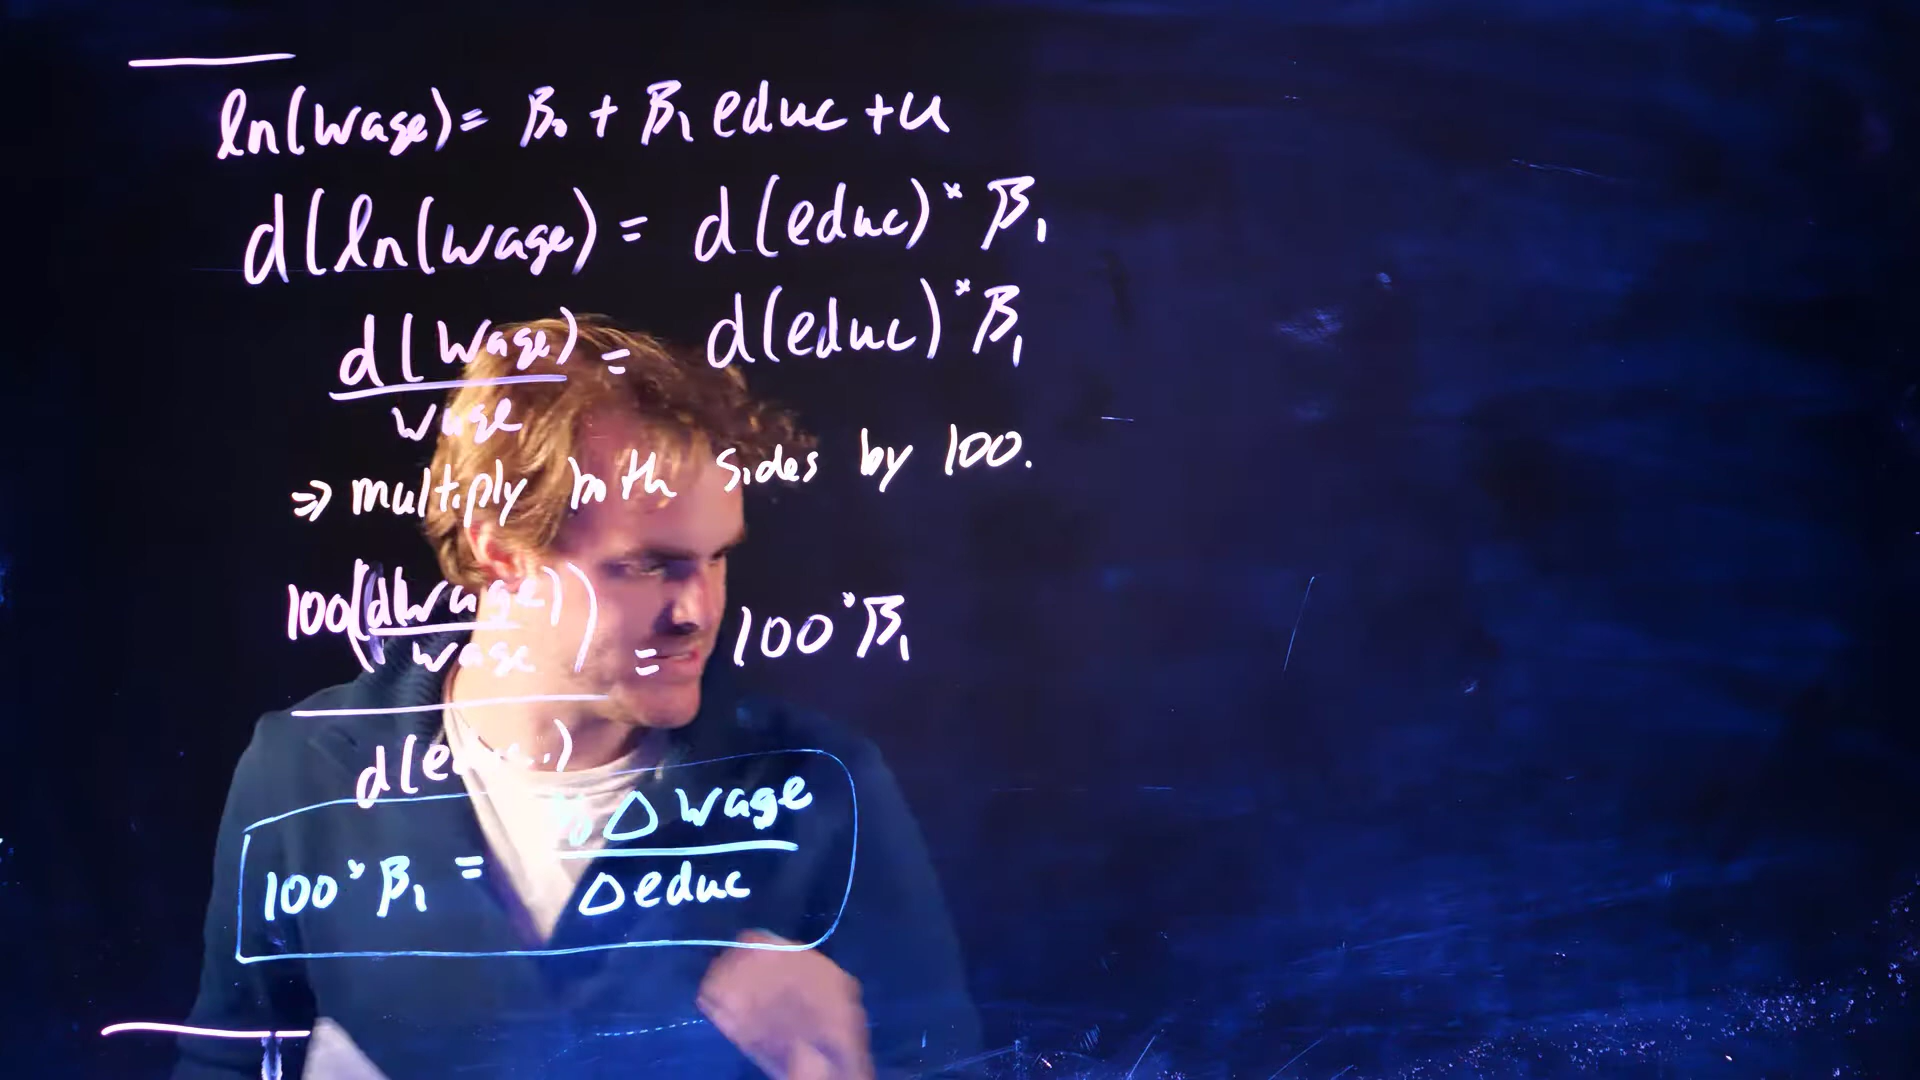 ln(wage) = β₀ + β₁ educ + u
d(ln(wage) = d(educ) * β₁
d(wage) / wage = d(educ) * β₁
⇒ multiply both sides by 100.
100(d(wage) / wage) / d(educ.) = 100 * β₁
100 * β₁ = % Δ wage / Δ educ